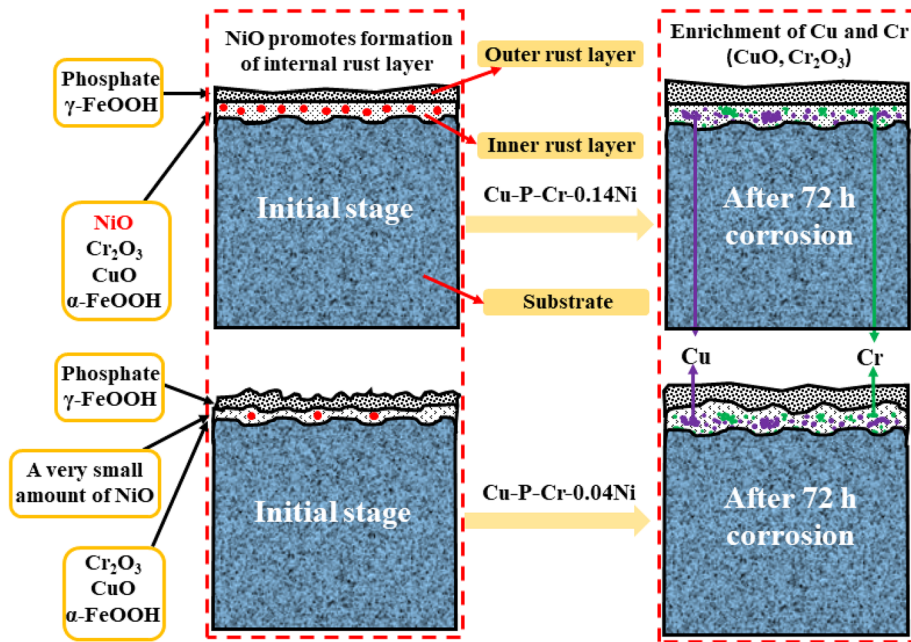 NiO promotes formation
of internal rust layer
Enrichment of Cu and Cr
(CuO, Cr₂O₃)
Phosphate
γ-FeOOH
Outer rust layer
Inner rust layer
NiO
Cr₂O₃
CuO
α-FeOOH
Initial stage
Cu-P-Cr-0.14Ni
After 72 h
corrosion
Substrate
Cu
Cr
Phosphate
γ-FeOOH
A very small
amount of NiO
Cr₂O₃
CuO
α-FeOOH
Initial stage
Cu-P-Cr-0.04Ni
After 72 h
corrosion